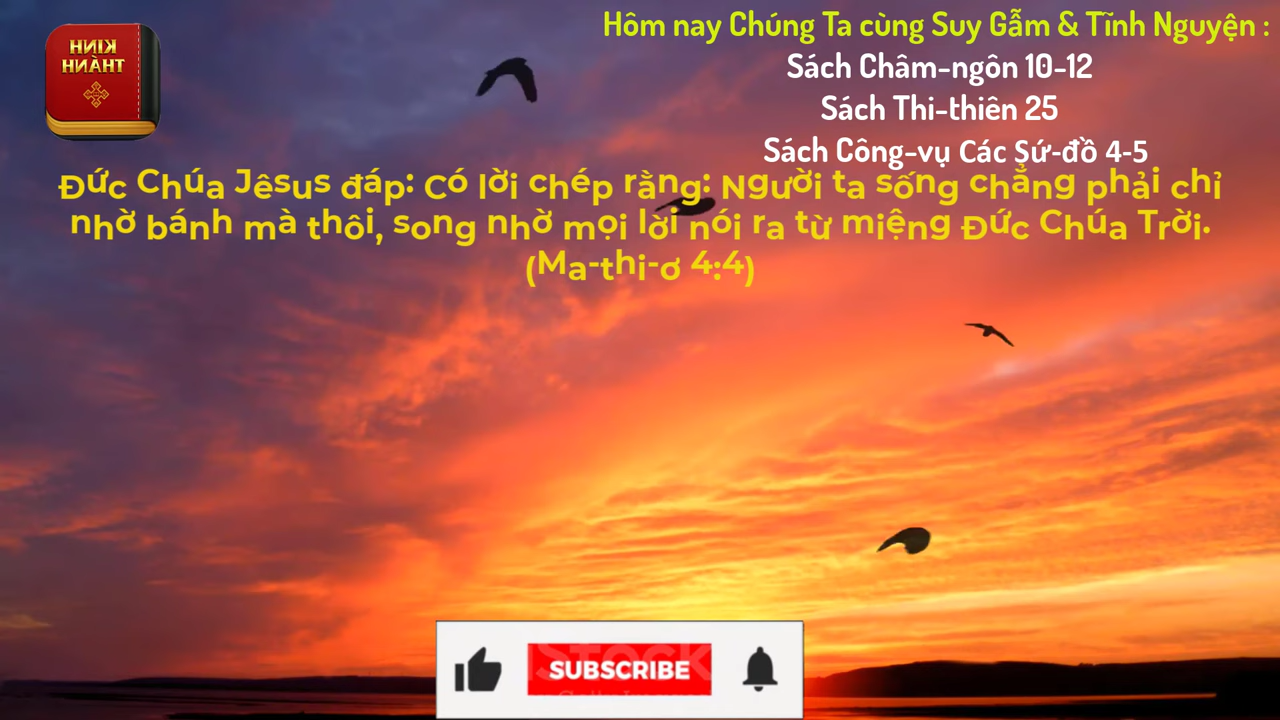 Hôm nay Chúng Ta cùng Suy Gẫm & Tĩnh Nguyện :
KINH
THÀNH
Sách Châm-ngôn 10-12
Sách Thi-thiên 25
Sách Công-vụ Các Sứ-đồ 4-5
Đức Chúa Jêsus đáp: Có lời chép rằng: Người ta sống chẳng phải chỉ
nhờ bánh mà thôi, song nhờ mọi lời nói ra từ miệng Đức Chúa Trời.
(Ma-thi-ơ 4:4)
SUBSCRIBE